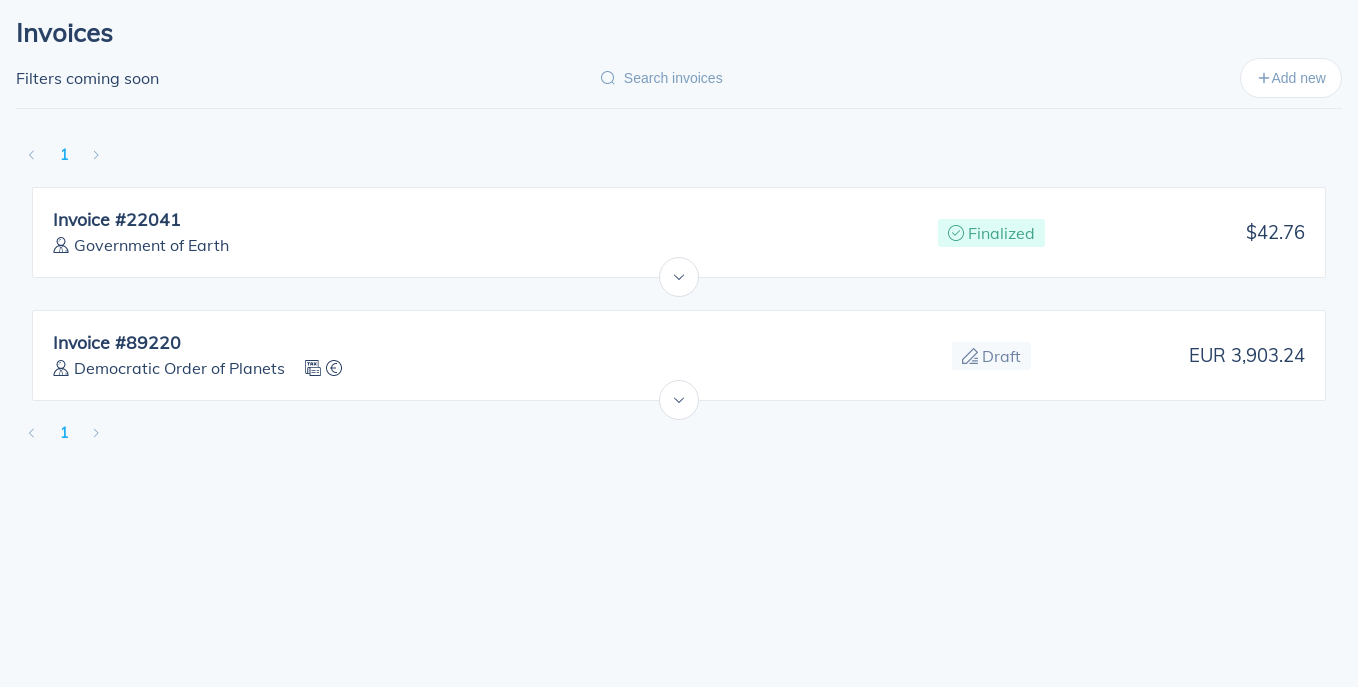 Invoices
Filters coming soon
Search invoices
Add new
1
Invoice #22041
Government of Earth
Finalized
$42.76
Invoice #89220
Democratic Order of Planets
TAX
€
Draft
EUR 3,903.24
1